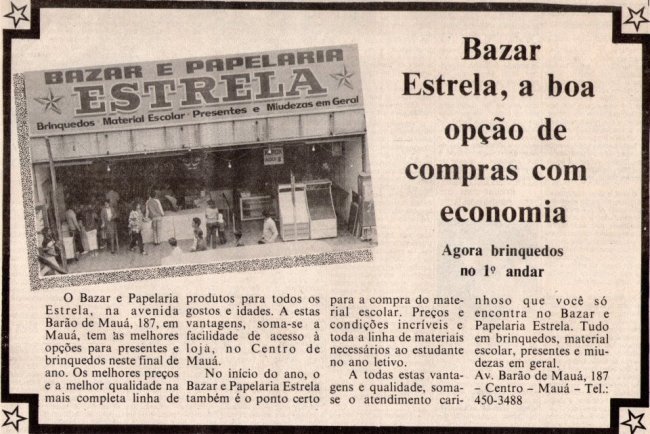 BAZAR E PAPELARIA
ESTRELA
Brinquedos - Material Escolar - Presentes e Miudezas em Geral
Bazar
Estrela, a boa
opção de
compras com
economia
Agora brinquedos
no 1º andar
O Bazar e Papelaria
Estrela, na avenida
Barão de Mauá, 187, em
Mauá, tem às melhores
opções para presentes e
brinquedos neste final de
ano. Os melhores preços
e a melhor qualidade na
mais completa linha de
produtos para todos os
gostos e idades. A estas
vantagens, soma-se a
facilidade de acesso à
loja, no Centro de
Mauá.
No início do ano, o
Bazar e Papelaria Estrela
também é o ponto certo
para a compra do mate-
rial escolar. Preços e
condições incríveis e
toda a linha de materiais
necessários ao estudante
no ano letivo.
A todas estas vanta-
gens e qualidade, soma-
se o atendimento cari-
nhoso que você só
encontra no Bazar e
Papelaria Estrela. Tudo
em brinquedos, material
escolar, presentes e miu-
dezas em geral.
Av. Barão de Mauá, 187
– Centro – Mauá – Tel.:
450-3488